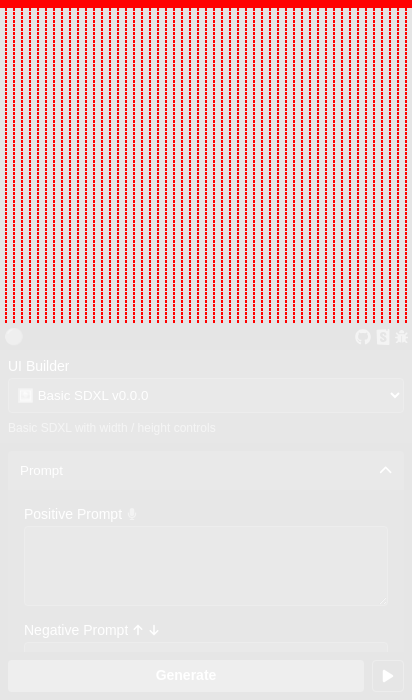 UI Builder
Basic SDXL v0.0.0
Basic SDXL with width / height controls
Prompt
Positive Prompt
Negative Prompt
Generate